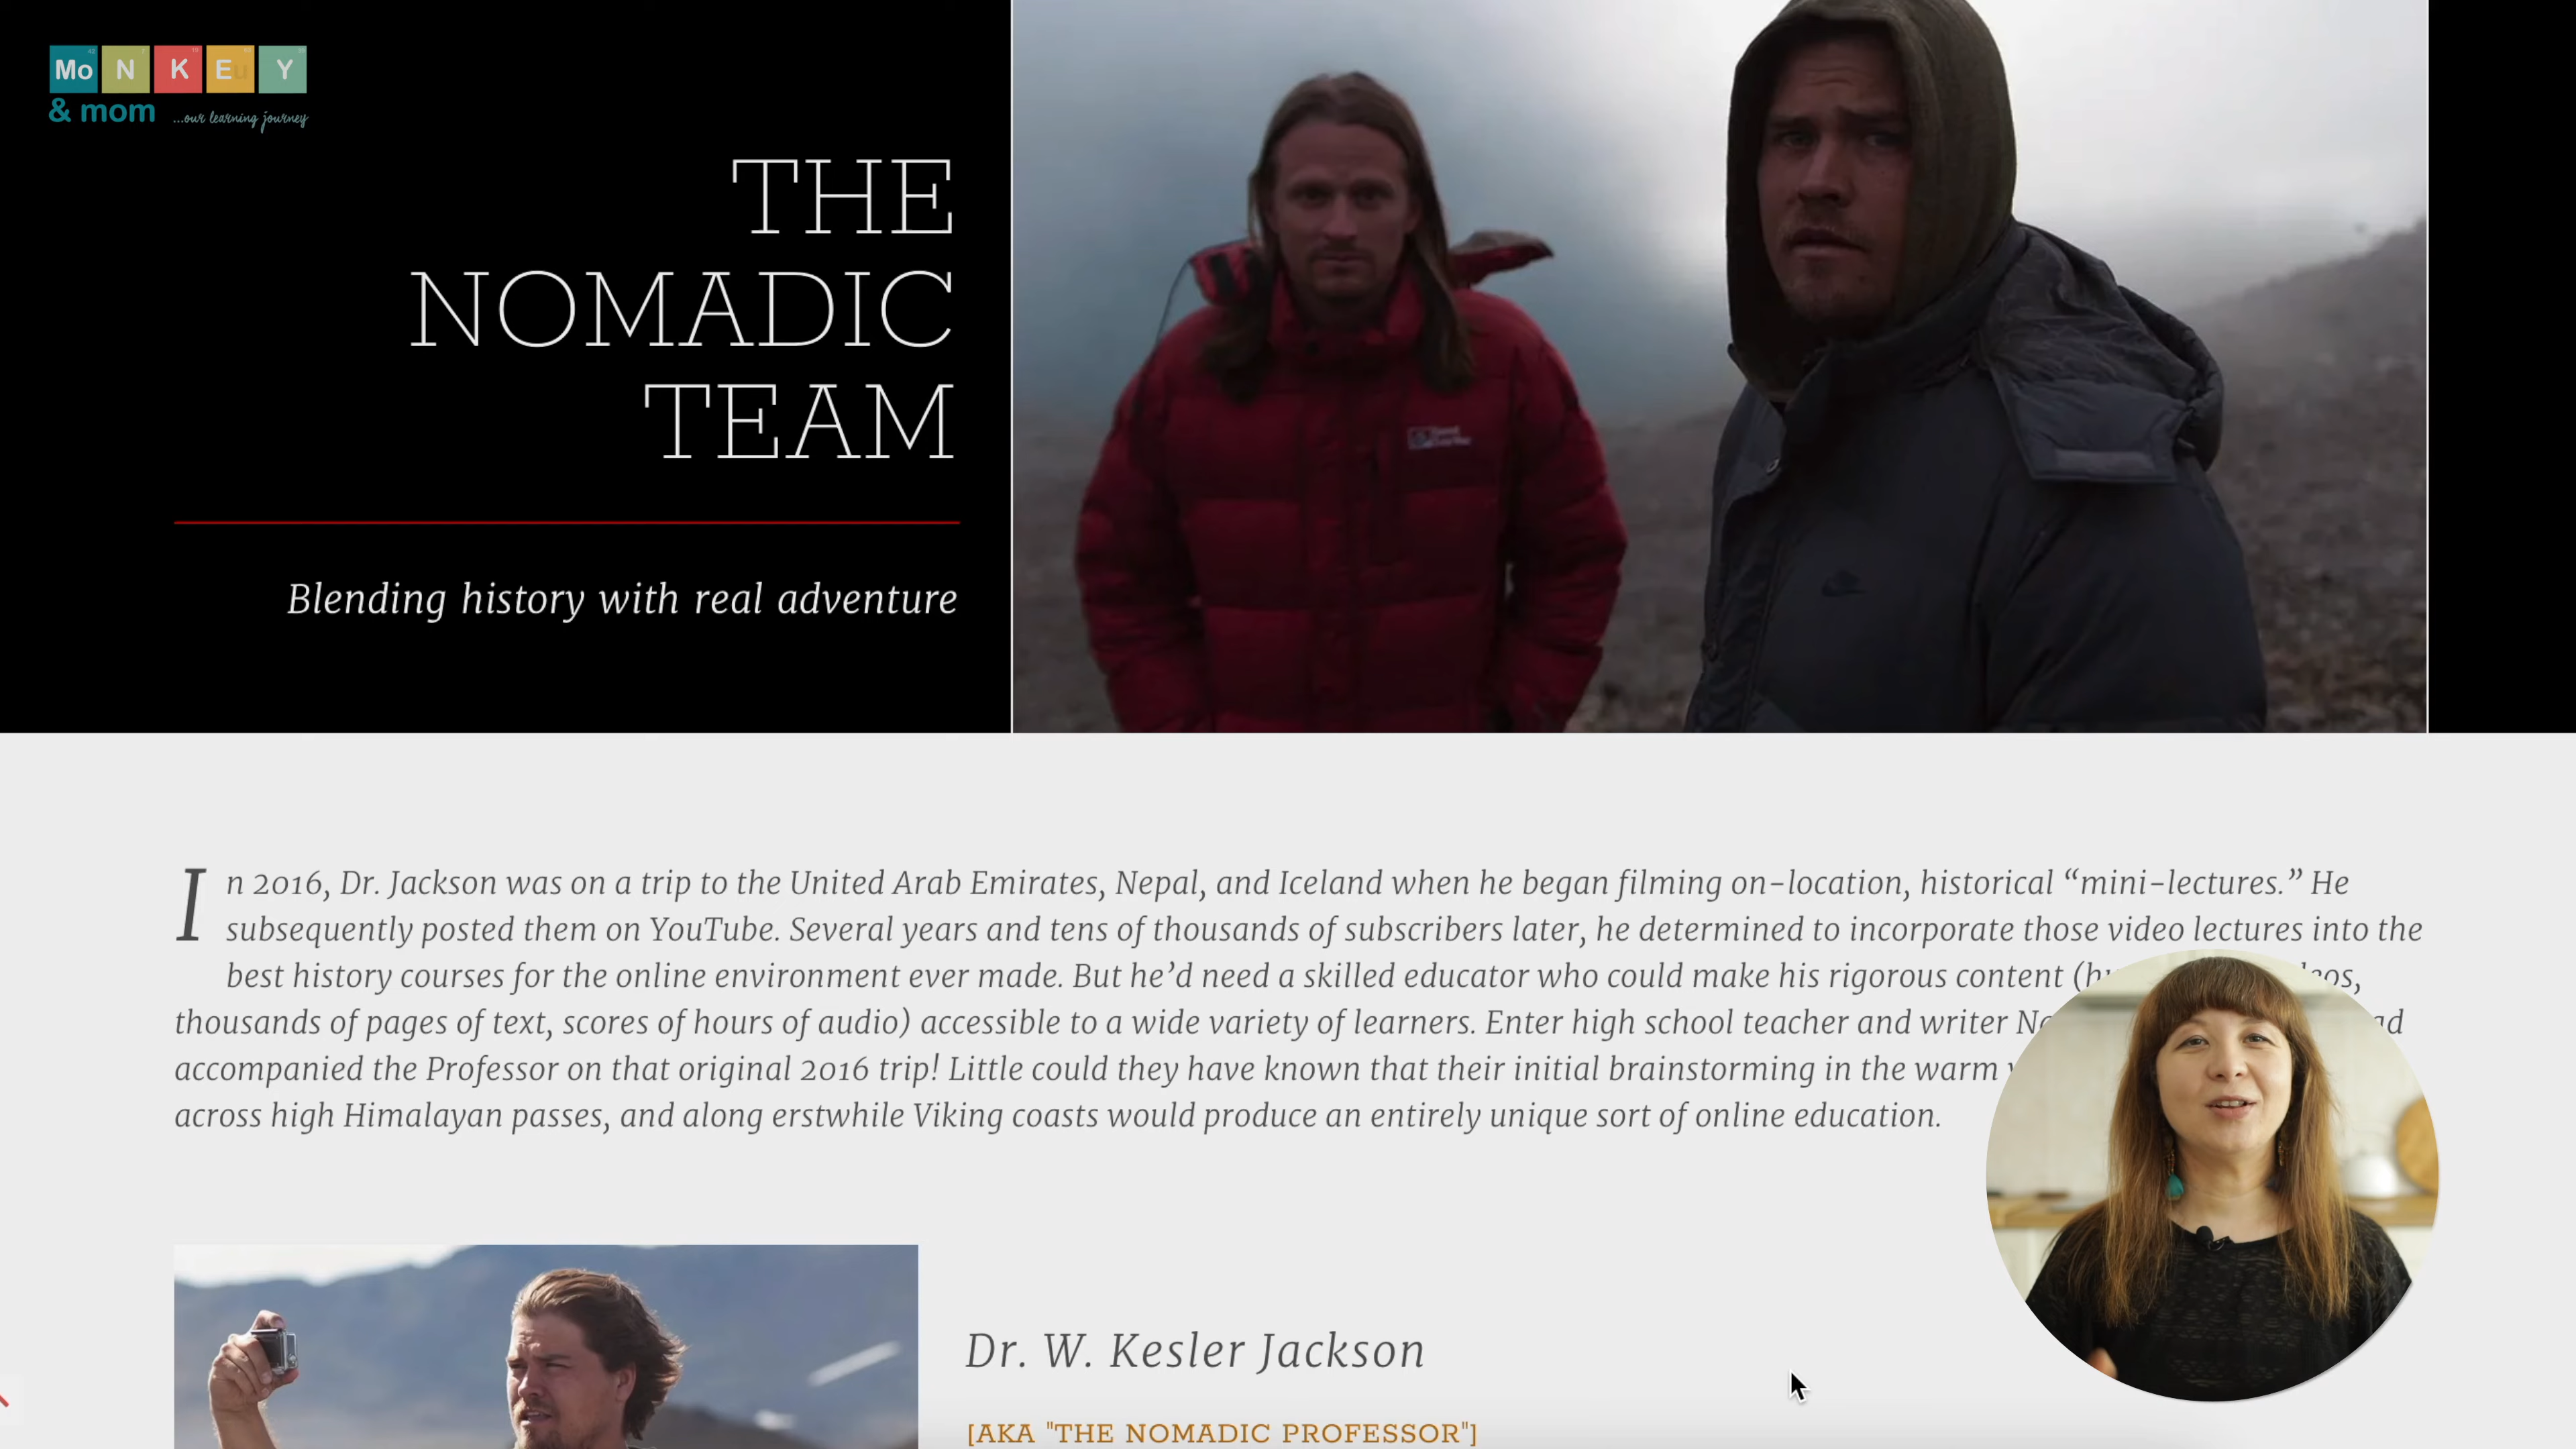 MoNKEY
& mom ...our learning journey
THE
NOMADIC
TEAM
Blending history with real adventure
In 2016, Dr. Jackson was on a trip to the United Arab Emirates, Nepal, and Iceland when he began filming on-location, historical “mini-lectures.” He
subsequently posted them on YouTube. Several years and tens of thousands of subscribers later, he determined to incorporate those video lectures into the
best history courses for the online environment ever made. But he’d need a skilled educator who could make his rigorous content
thousands of pages of text, scores of hours of audio) accessible to a wide variety of learners. Enter high school teacher and writer
accompanied the Professor on that original 2016 trip! Little could they have known that their initial brainstorming in the warm
across high Himalayan passes, and along erstwhile Viking coasts would produce an entirely unique sort of online education.
Dr. W. Kesler Jackson
[AKA "THE NOMADIC PROFESSOR"]